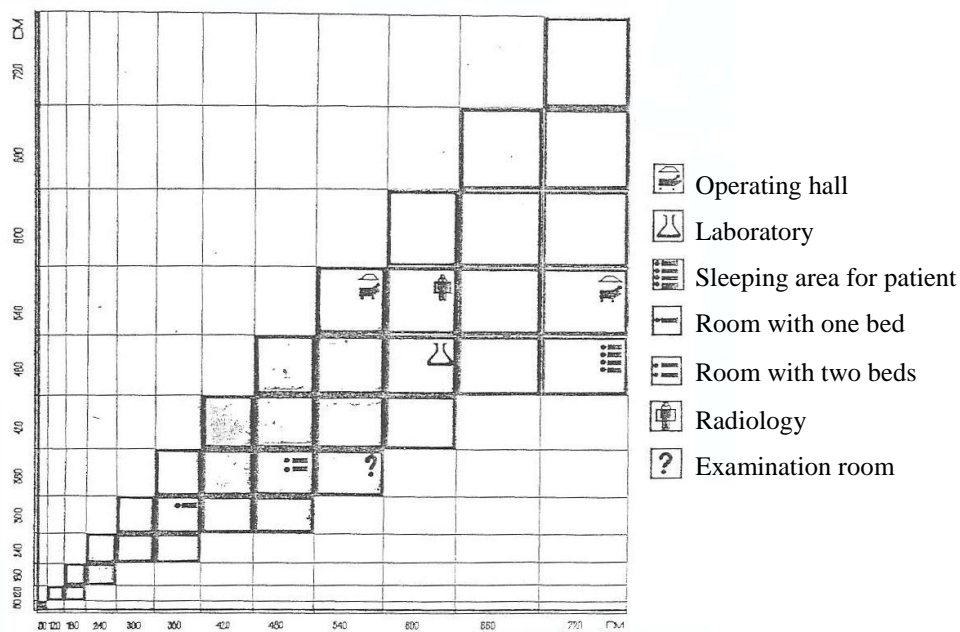 CM
720
660
600
540
480
420
360
300
240
180
120
60
60 120 180 240 300 360 420 480 540 600 660 720 CM
Operating hall
Laboratory
Sleeping area for patient
Room with one bed
Room with two beds
Radiology
? Examination room
?